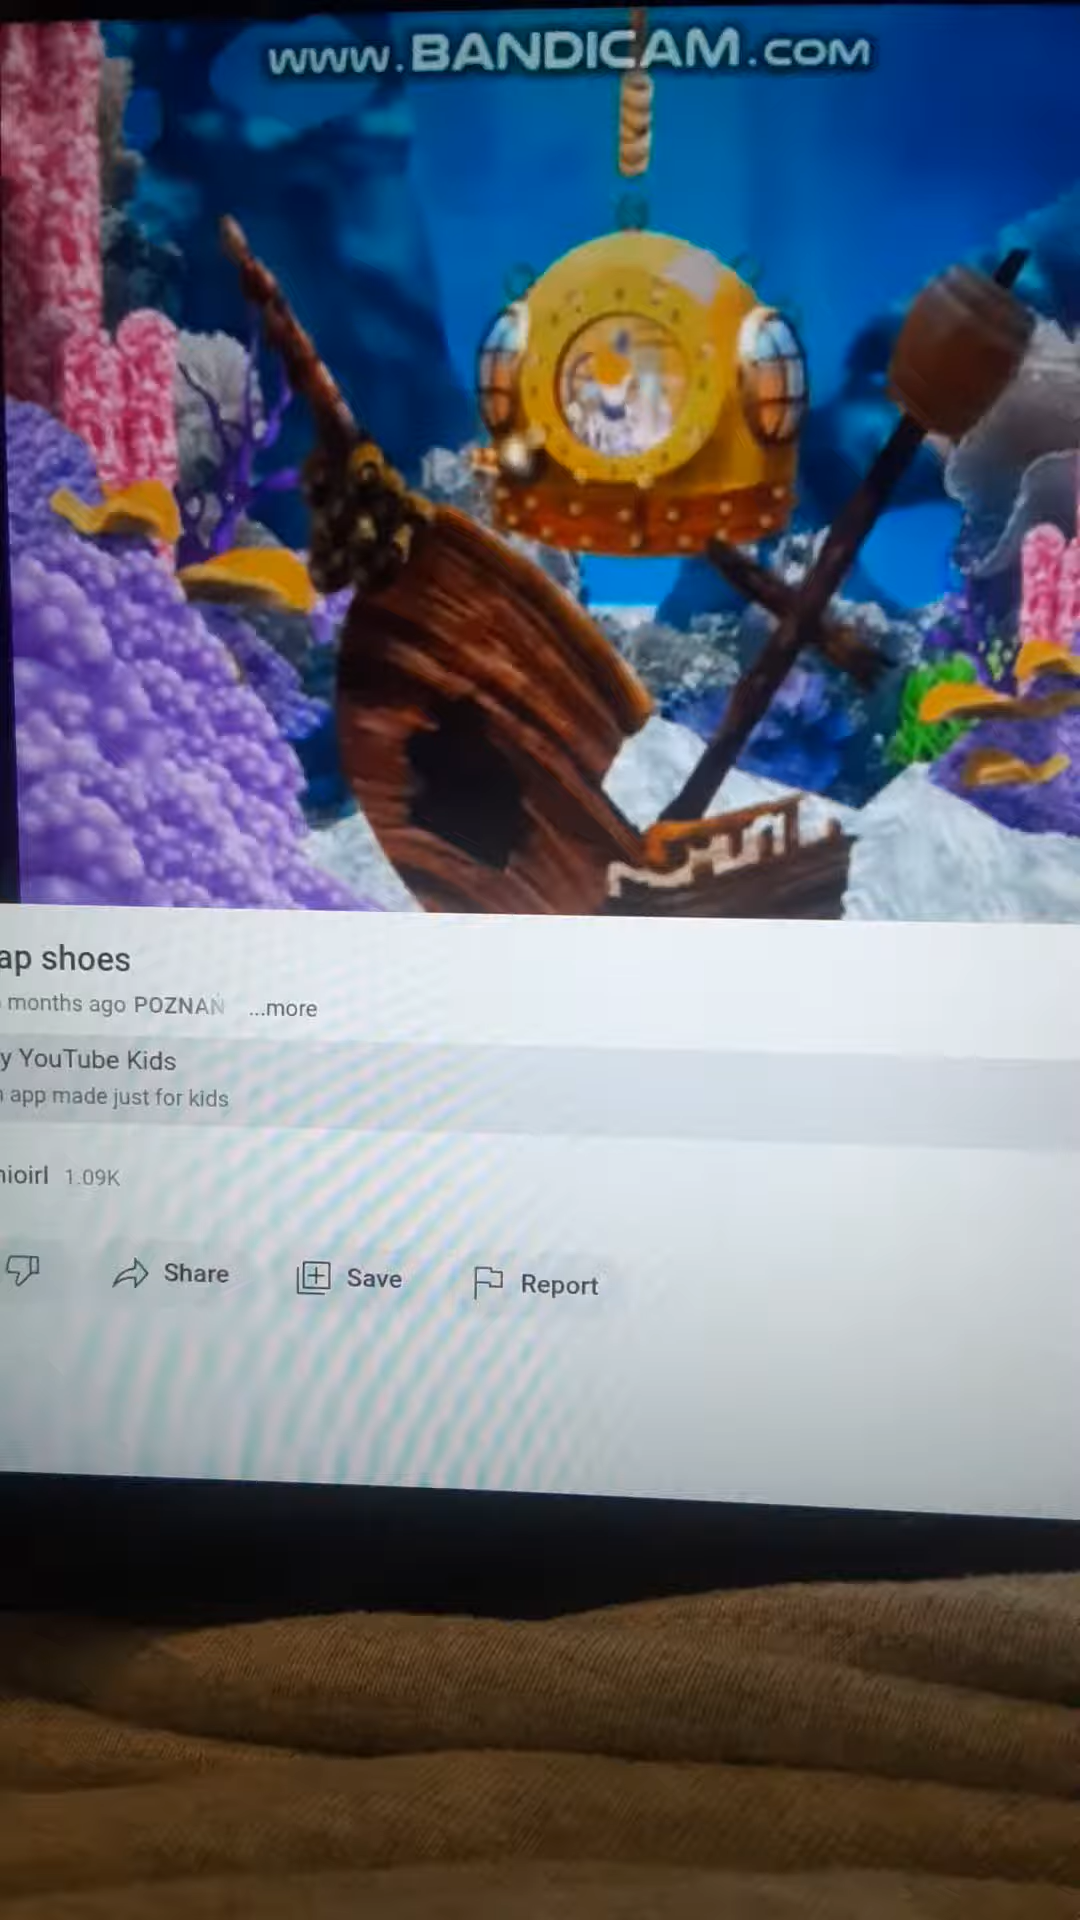 www.BANDICAM.COM
ap shoes
months ago POZNAŃ ...more
y YouTube Kids
app made just for kids
ioirl 1.09K
Share
Save
Report